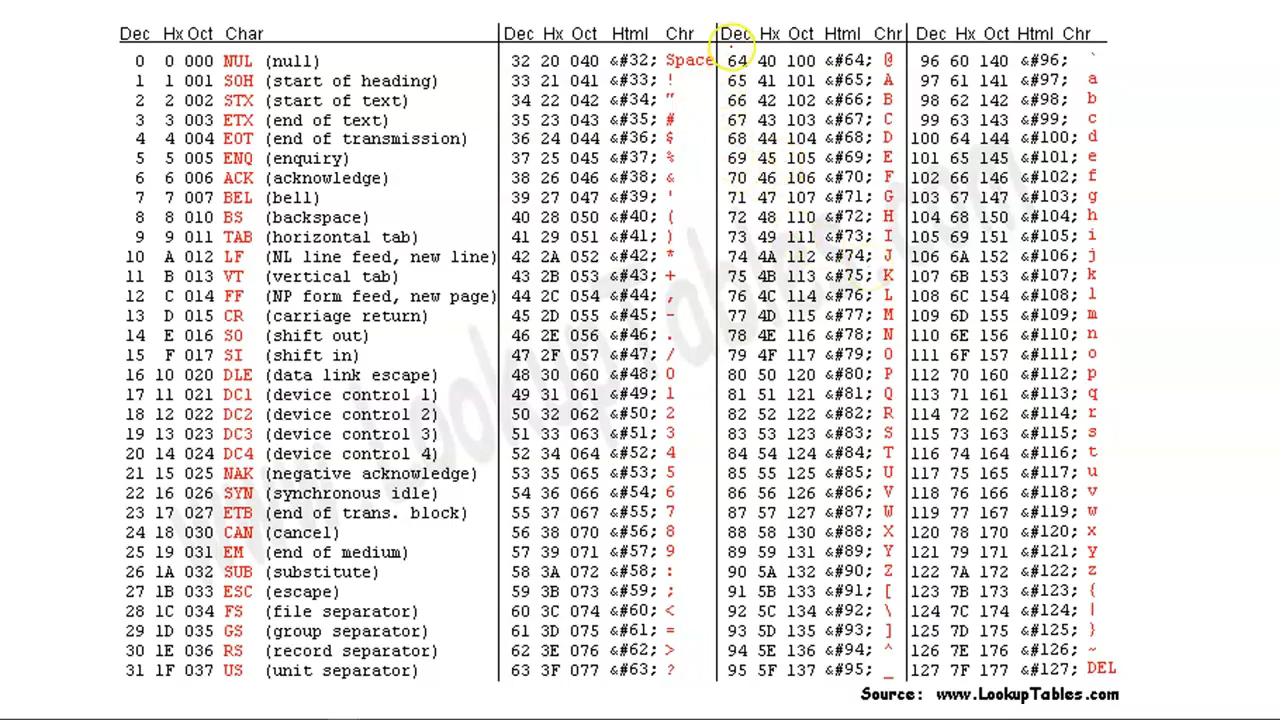 Dec Hx Oct Char Dec Hx Oct Html Chr Dec Hx Oct Html Chr Dec Hx Oct Html Chr
0 0 000 NUL (null) 32 20 040 &#32; Space 64 40 100 &#64; @ 96 60 140 &#96; `
1 1 001 SOH (start of heading) 33 21 041 &#33; ! 65 41 101 &#65; A 97 61 141 &#97; a
2 2 002 STX (start of text) 34 22 042 &#34; " 66 42 102 &#66; B 98 62 142 &#98; b
3 3 003 ETX (end of text) 35 23 043 &#35; # 67 43 103 &#67; C 99 63 143 &#99; c
4 4 004 EOT (end of transmission) 36 24 044 &#36; $ 68 44 104 &#68; D 100 64 144 &#100; d
5 5 005 ENQ (enquiry) 37 25 045 &#37; % 69 45 105 &#69; E 101 65 145 &#101; e
6 6 006 ACK (acknowledge) 38 26 046 &#38; & 70 46 106 &#70; F 102 66 146 &#102; f
7 7 007 BEL (bell) 39 27 047 &#39; ' 71 47 107 &#71; G 103 67 147 &#103; g
8 8 010 BS (backspace) 40 28 050 &#40; ( 72 48 110 &#72; H 104 68 150 &#104; h
9 9 011 TAB (horizontal tab) 41 29 051 &#41; ) 73 49 111 &#73; I 105 69 151 &#105; i
10 A 012 LF (NL line feed, new line) 42 2A 052 &#42; * 74 4A 112 &#74; J 106 6A 152 &#106; j
11 B 013 VT (vertical tab) 43 2B 053 &#43; + 75 4B 113 &#75; K 107 6B 153 &#107; k
12 C 014 FF (NP form feed, new page) 44 2C 054 &#44; , 76 4C 114 &#76; L 108 6C 154 &#108; l
13 D 015 CR (carriage return) 45 2D 055 &#45; - 77 4D 115 &#77; M 109 6D 155 &#109; m
14 E 016 SO (shift out) 46 2E 056 &#46; . 78 4E 116 &#78; N 110 6E 156 &#110; n
15 F 017 SI (shift in) 47 2F 057 &#47; / 79 4F 117 &#79; O 111 6F 157 &#111; o
16 10 020 DLE (data link escape) 48 30 060 &#48; 0 80 50 120 &#80; P 112 70 160 &#112; p
17 11 021 DC1 (device control 1) 49 31 061 &#49; 1 81 51 121 &#81; Q 113 71 161 &#113; q
18 12 022 DC2 (device control 2) 50 32 062 &#50; 2 82 52 122 &#82; R 114 72 162 &#114; r
19 13 023 DC3 (device control 3) 51 33 063 &#51; 3 83 53 123 &#83; S 115 73 163 &#115; s
20 14 024 DC4 (device control 4) 52 34 064 &#52; 4 84 54 124 &#84; T 116 74 164 &#116; t
21 15 025 NAK (negative acknowledge) 53 35 065 &#53; 5 85 55 125 &#85; U 117 75 165 &#117; u
22 16 026 SYN (synchronous idle) 54 36 066 &#54; 6 86 56 126 &#86; V 118 76 166 &#118; v
23 17 027 ETB (end of trans. block) 55 37 067 &#55; 7 87 57 127 &#87; W 119 77 167 &#119; w
24 18 030 CAN (cancel) 56 38 070 &#56; 8 88 58 130 &#88; X 120 78 170 &#120; x
25 19 031 EM (end of medium) 57 39 071 &#57; 9 89 59 131 &#89; Y 121 79 171 &#121; y
26 1A 032 SUB (substitute) 58 3A 072 &#58; : 90 5A 132 &#90; Z 122 7A 172 &#122; z
27 1B 033 ESC (escape) 59 3B 073 &#59; ; 91 5B 133 &#91; [ 123 7B 173 &#123; {
28 1C 034 FS (file separator) 60 3C 074 &#60; < 92 5C 134 &#92; \ 124 7C 174 &#124; |
29 1D 035 GS (group separator) 61 3D 075 &#61; = 93 5D 135 &#93; ] 125 7D 175 &#125; }
30 1E 036 RS (record separator) 62 3E 076 &#62; > 94 5E 136 &#94; ^ 126 7E 176 &#126; ~
31 1F 037 US (unit separator) 63 3F 077 &#63; ? 95 5F 137 &#95; _ 127 7F 177 &#127; DEL
Source: www.LookupTables.com
www.LookupTables.com